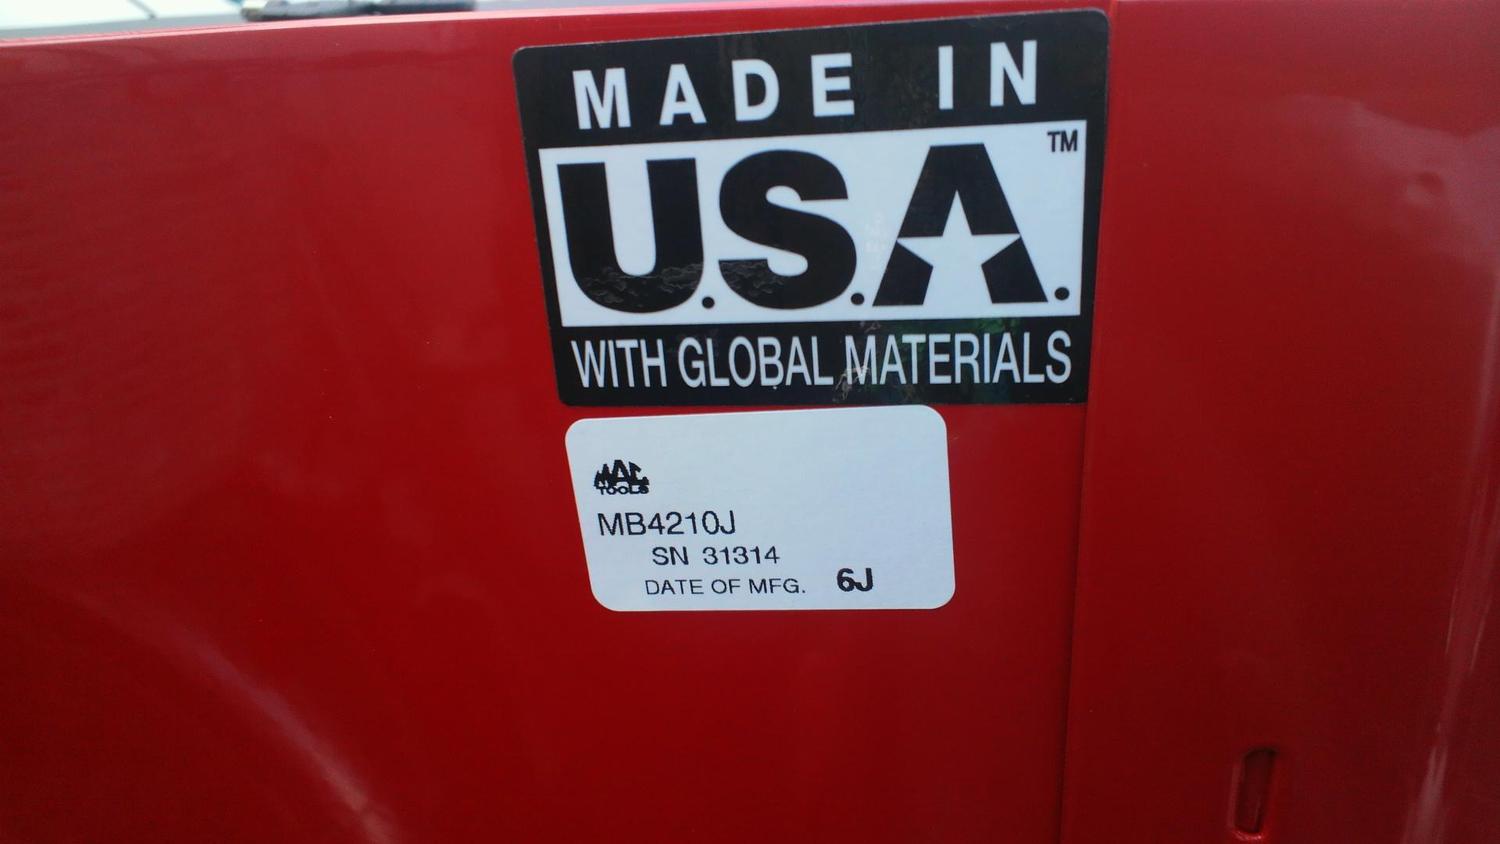 MADE IN
U.S.A.™
WITH GLOBAL MATERIALS
MAC
TOOLS
MB4210J
SN 31314
DATE OF MFG. 6J